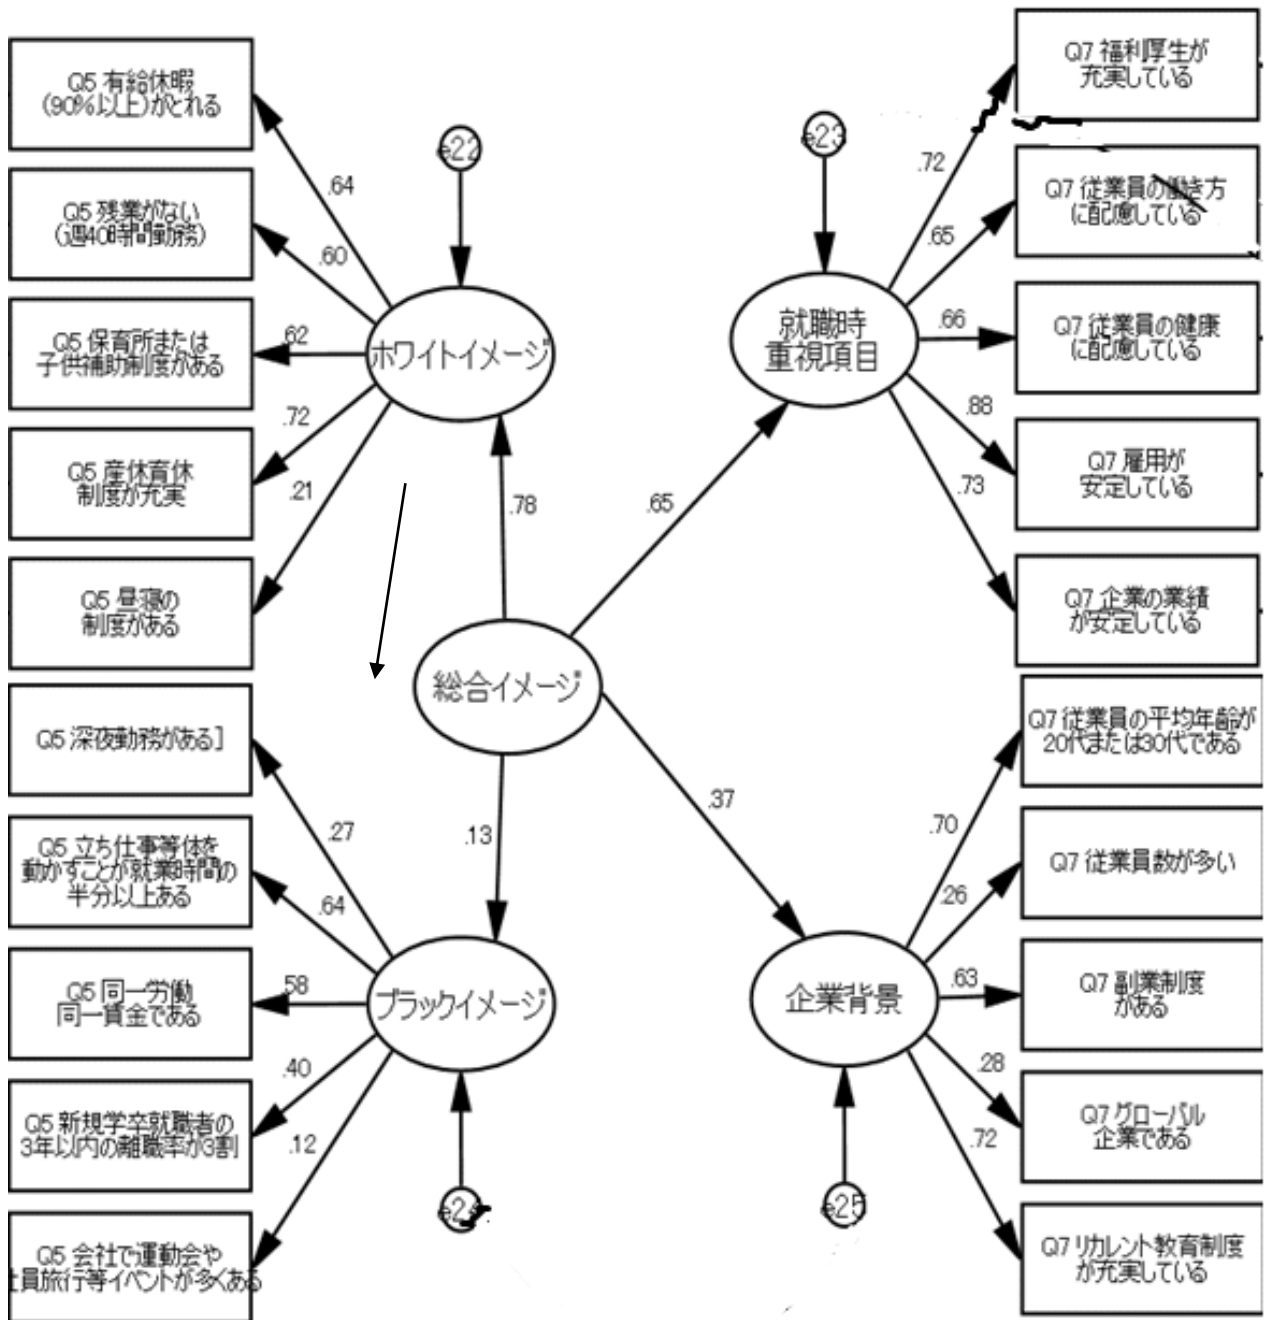 Q5 有給休暇
(90%以上)がとれる
Q5 残業がない
(週40時間勤務)
Q5 保育所または
子供補助制度がある
Q5 産休育休
制度が充実
Q5 昼寝の
制度がある
.64
.60
.62
.72
.21
e22
ホワイトイメージ
.78
e23
就職時
重視項目
.65
.72
.65
.66
.88
.73
Q7 福利厚生が
充実している
Q7 従業員の働き方
に配慮している
Q7 従業員の健康
に配慮している
Q7 雇用が
安定している
Q7 企業の業績
が安定している
総合イメージ
.13
.37
Q5 深夜勤務がある]
Q5 立ち仕事等体を
動かすことが就業時間の
半分以上ある
Q5 同一労働
同一賃金である
Q5 新規学卒就職者の
3年以内の離職率が3割
Q5 会社で運動会や
員旅行等イベントが多くある
.27
.64
.58
.40
.12
ブラックイメージ
企業背景
e25
.70
.26
.63
.28
.72
Q7 従業員の平均年齢が
20代または30代である
Q7 従業員数が多い
Q7 副業制度
がある
Q7 グローバル
企業である
Q7 リカレント教育制度
が充実している